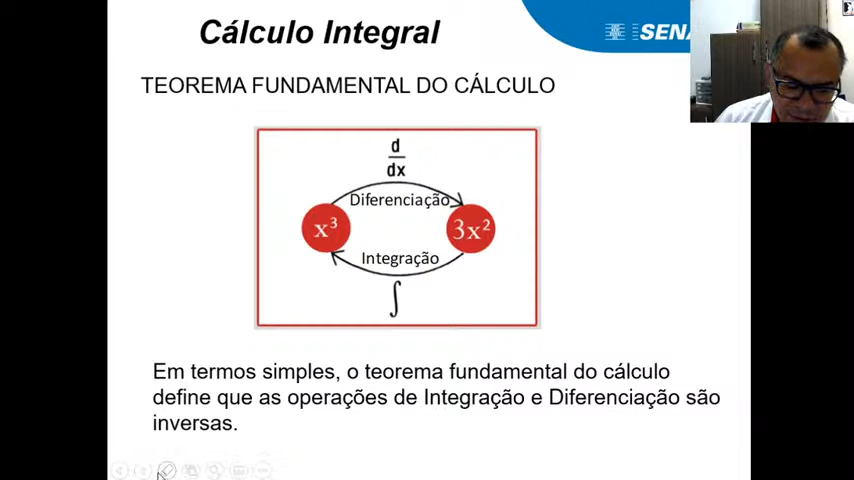 Cálculo Integral
TEOREMA FUNDAMENTAL DO CÁLCULO
d
dx
Diferenciação
x³
3x²
Integração
∫
Em termos simples, o teorema fundamental do cálculo
define que as operações de Integração e Diferenciação são
inversas.